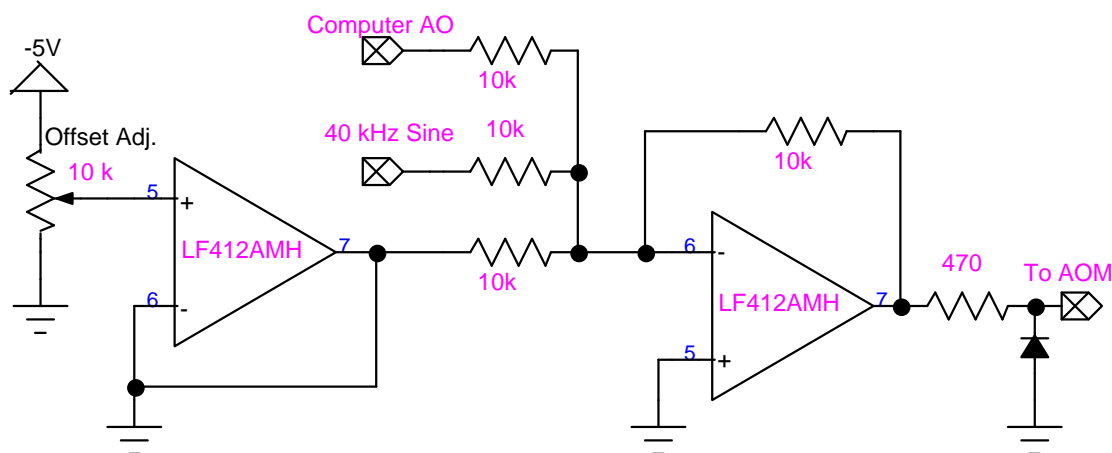 Computer AO
-5V
10k
Offset Adj.
40 kHz Sine
10k
10k
10 k
5
+
LF412AMH
7
10k
6
-
6
-
LF412AMH
7
470
To AOM
5
+